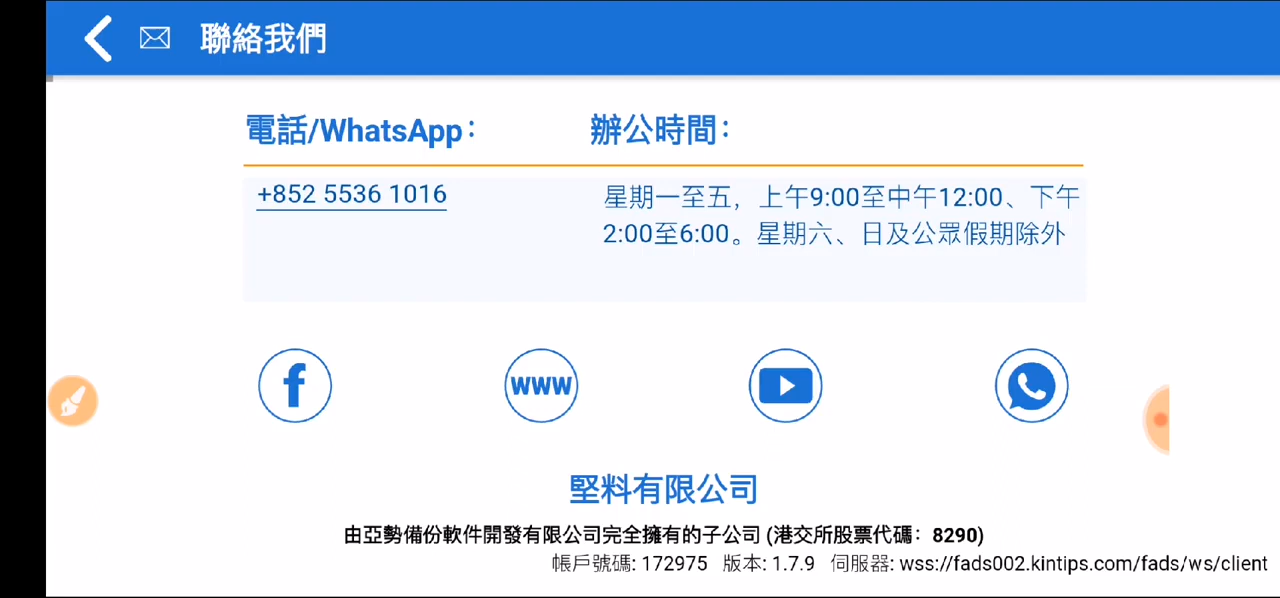 聯絡我們
電話/WhatsApp：
辦公時間：
+852 5536 1016
星期一至五，上午9:00至中午12:00、下午
2:00至6:00。星期六、日及公眾假期除外
f
WWW
堅料有限公司
由亞勢備份軟件開發有限公司完全擁有的子公司 (港交所股票代碼：8290)
帳戶號碼: 172975 版本: 1.7.9 伺服器: wss://fads002.kintips.com/fads/ws/client